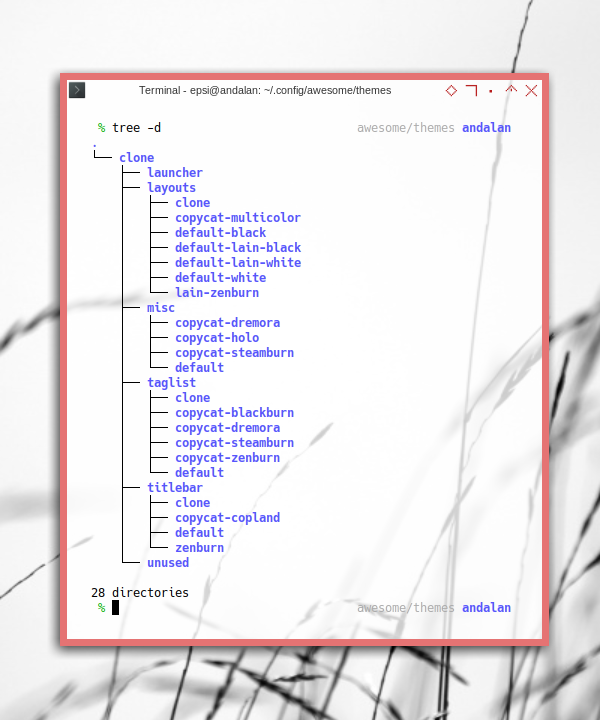 Terminal - epsi@andalan: ~/.config/awesome/themes
% tree -d awesome/themes andalan
.
└── clone
    ├── launcher
    ├── layouts
    │   ├── clone
    │   ├── copycat-multicolor
    │   ├── default-black
    │   ├── default-lain-black
    │   ├── default-lain-white
    │   ├── default-white
    │   └── lain-zenburn
    ├── misc
    │   ├── copycat-dremora
    │   ├── copycat-holo
    │   ├── copycat-steamburn
    │   └── default
    ├── taglist
    │   ├── clone
    │   ├── copycat-blackburn
    │   ├── copycat-dremora
    │   ├── copycat-steamburn
    │   ├── copycat-zenburn
    │   └── default
    ├── titlebar
    │   ├── clone
    │   ├── copycat-copland
    │   ├── default
    │   └── zenburn
    └── unused
28 directories
% awesome/themes andalan